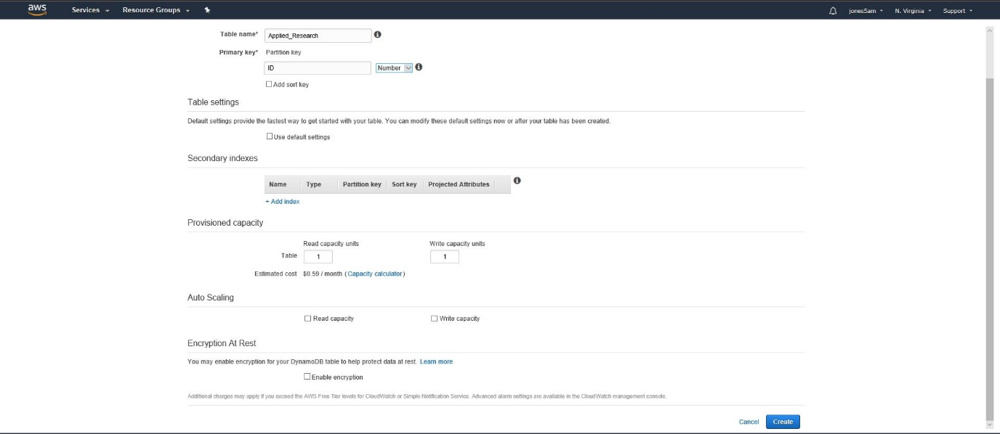 aws Services Resource Groups jones5am N. Virginia Support
Table name* Applied_Research
Primary key* Partition key
ID Number
Add sort key
Table settings
Default settings provide the fastest way to get started with your table. You can modify these default settings now or after your table has been created.
Use default settings
Secondary indexes
Name Type Partition key Sort key Projected Attributes
+ Add index
Provisioned capacity
Read capacity units Write capacity units
Table 1 1
Estimated cost $0.59 / month (Capacity calculator)
Auto Scaling
Read capacity Write capacity
Encryption At Rest
You may enable encryption for your DynamoDB table to help protect data at rest. Learn more
Enable encryption
Additional charges may apply if you exceed the AWS Free Tier levels for CloudWatch or Simple Notification Service. Advanced alarm settings are available in the CloudWatch management console.
Cancel Create